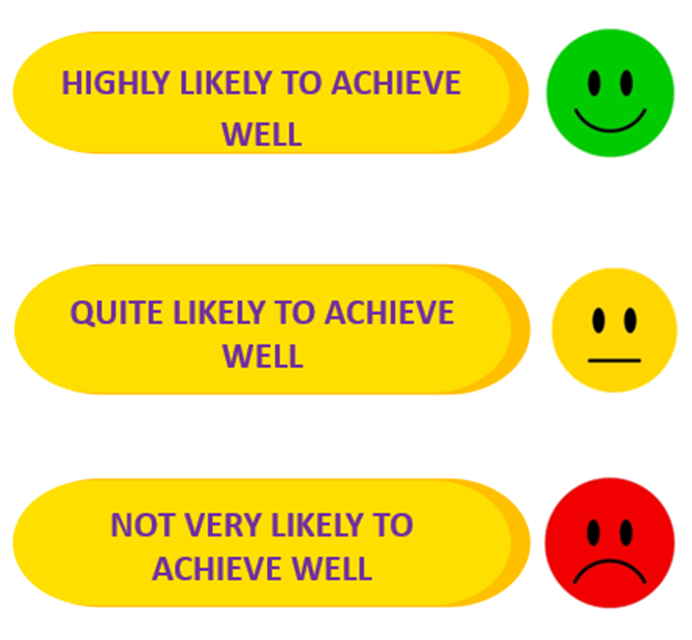 HIGHLY LIKELY TO ACHIEVE
WELL
QUITE LIKELY TO ACHIEVE
WELL
NOT VERY LIKELY TO
ACHIEVE WELL